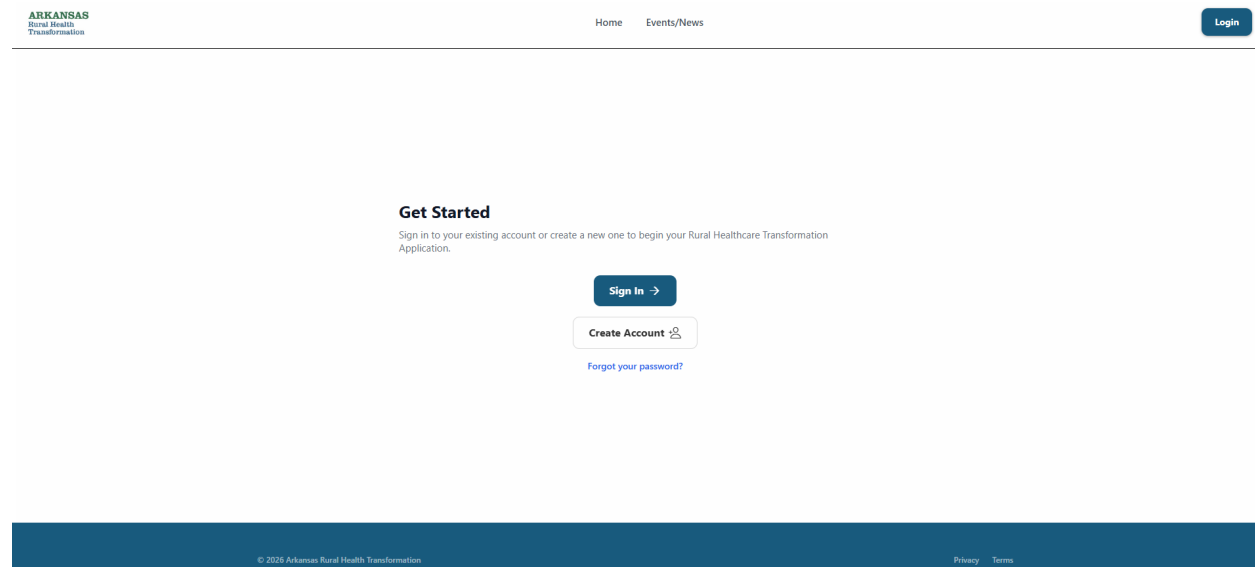 ARKANSAS
Rural Health
Transformation
Home
Events/News
Login
Get Started
Sign in to your existing account or create a new one to begin your Rural Healthcare Transformation
Application.
Sign In
Create Account
Forgot your password?
© 2026 Arkansas Rural Health Transformation
Privacy
Terms